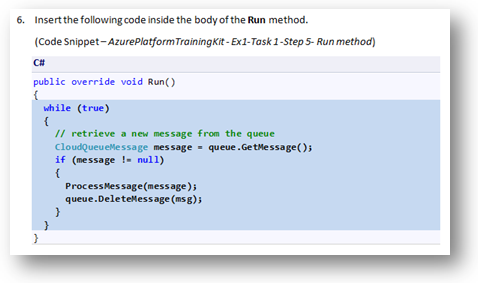 6. Insert the following code inside the body of the Run method.
(Code Snippet – AzurePlatformTrainingKit - Ex1-Task 1 -Step 5- Run method)
C#
public override void Run()
{
while (true)
{
// retrieve a new message from the queue
CloudQueueMessage message = queue.GetMessage();
if (message != null)
{
ProcessMessage(message);
queue.DeleteMessage(msg);
}
}
}